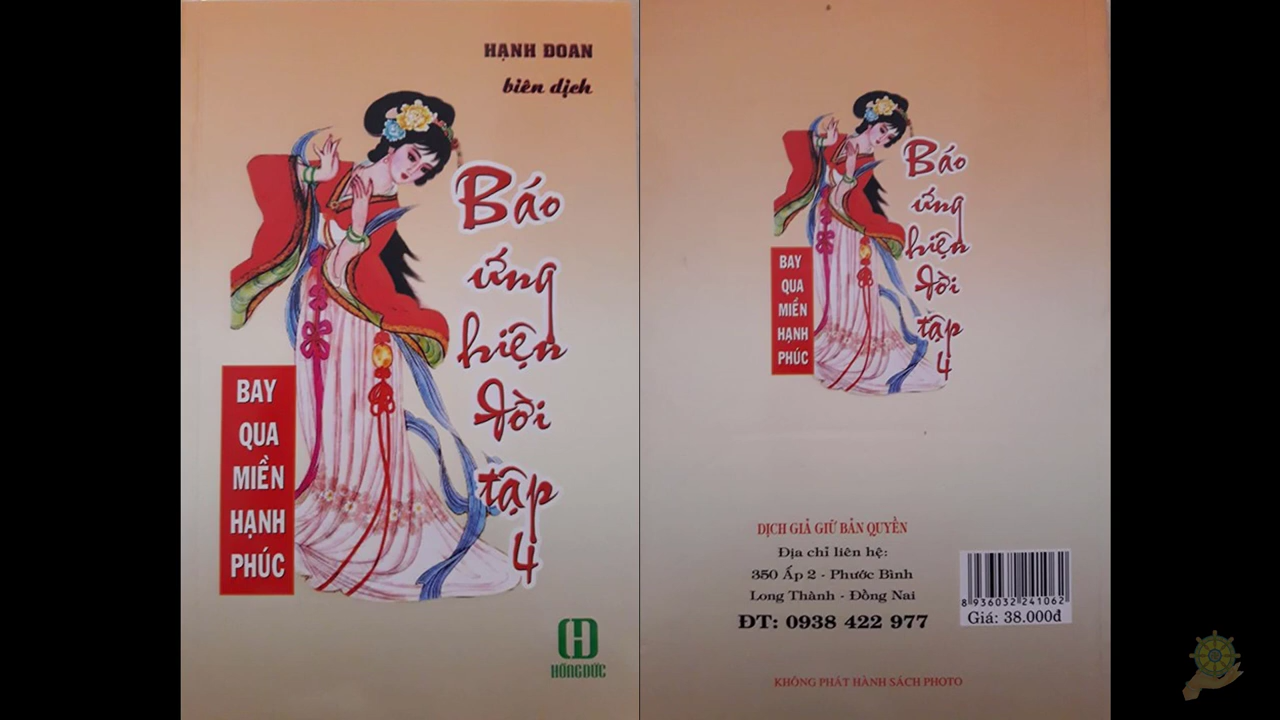 HẠNH ĐOAN
biên dịch
Báo
ứng
hiện
đời
tập
4
BAY
QUA
MIỀN
HẠNH
PHÚC
HỒNG ĐỨC
Báo
ứng
hiện
đời
tập
4
BAY
QUA
MIỀN
HẠNH
PHÚC
DỊCH GIẢ GIỮ BẢN QUYỀN
Địa chỉ liên hệ:
350 Ấp 2 - Phước Bình
Long Thành - Đồng Nai
ĐT: 0938 422 977
8 936032 241062
Giá: 38.000đ
KHÔNG PHÁT HÀNH SÁCH PHOTO